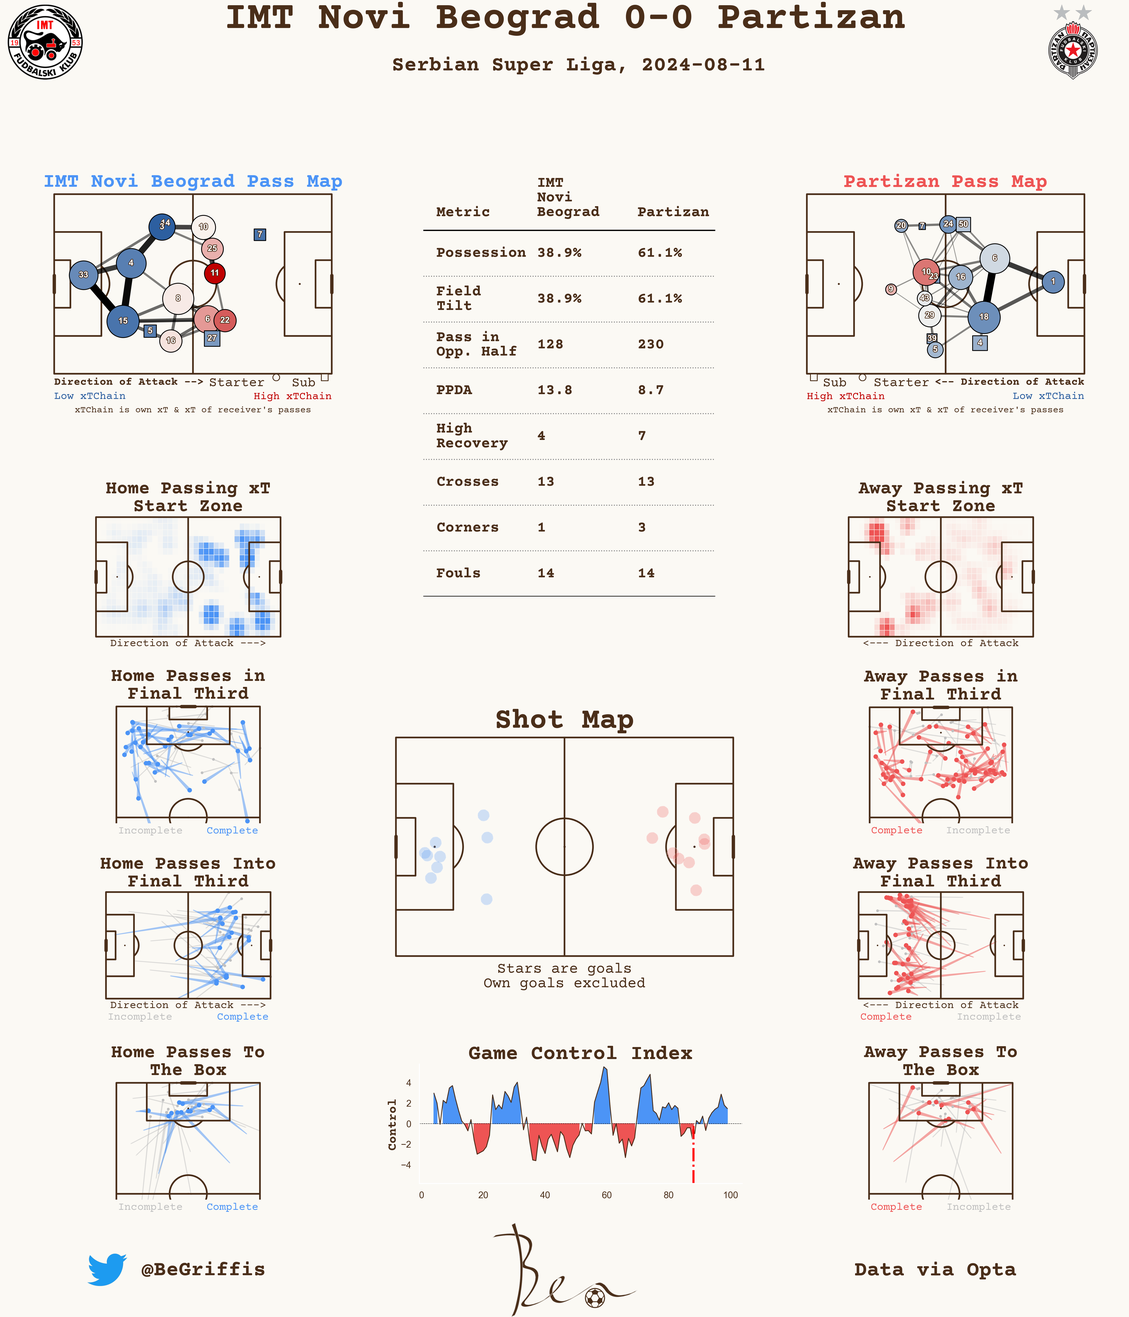 IMT Novi Beograd 0-0 Partizan
Serbian Super Liga, 2024-08-11
IMT
19 53
FUDBALSKI KLUB
IMT Novi Beograd Pass Map
33
4
15
3
14
10
25
11
8
6
22
27
5
16
7
Direction of Attack --> Starter Sub
Low xTChain High xTChain
xTChain is own xT & xT of receiver's passes
Metric IMT Novi Beograd Partizan
Possession 38.9% 61.1%
Field Tilt 38.9% 61.1%
Pass in Opp. Half 128 230
PPDA 13.8 8.7
High Recovery 4 7
Crosses 13 13
Corners 1 3
Fouls 14 14
Partizan Pass Map
20
7
24
50
6
10
23
16
1
9
43
29
18
39
5
4
Sub Starter <-- Direction of Attack
High xTChain Low xTChain
xTChain is own xT & xT of receiver's passes
Home Passing xT
Start Zone
Direction of Attack --->
Away Passing xT
Start Zone
<--- Direction of Attack
Home Passes in
Final Third
Incomplete Complete
Away Passes in
Final Third
Complete Incomplete
Shot Map
Stars are goals
Own goals excluded
Home Passes Into
Final Third
Direction of Attack --->
Incomplete Complete
Away Passes Into
Final Third
<--- Direction of Attack
Complete Incomplete
Home Passes To
The Box
Incomplete Complete
Game Control Index
Control
4
2
0
−2
−4
0 20 40 60 80 100
Away Passes To
The Box
Complete Incomplete
@BeGriffis
Bea
Data via Opta